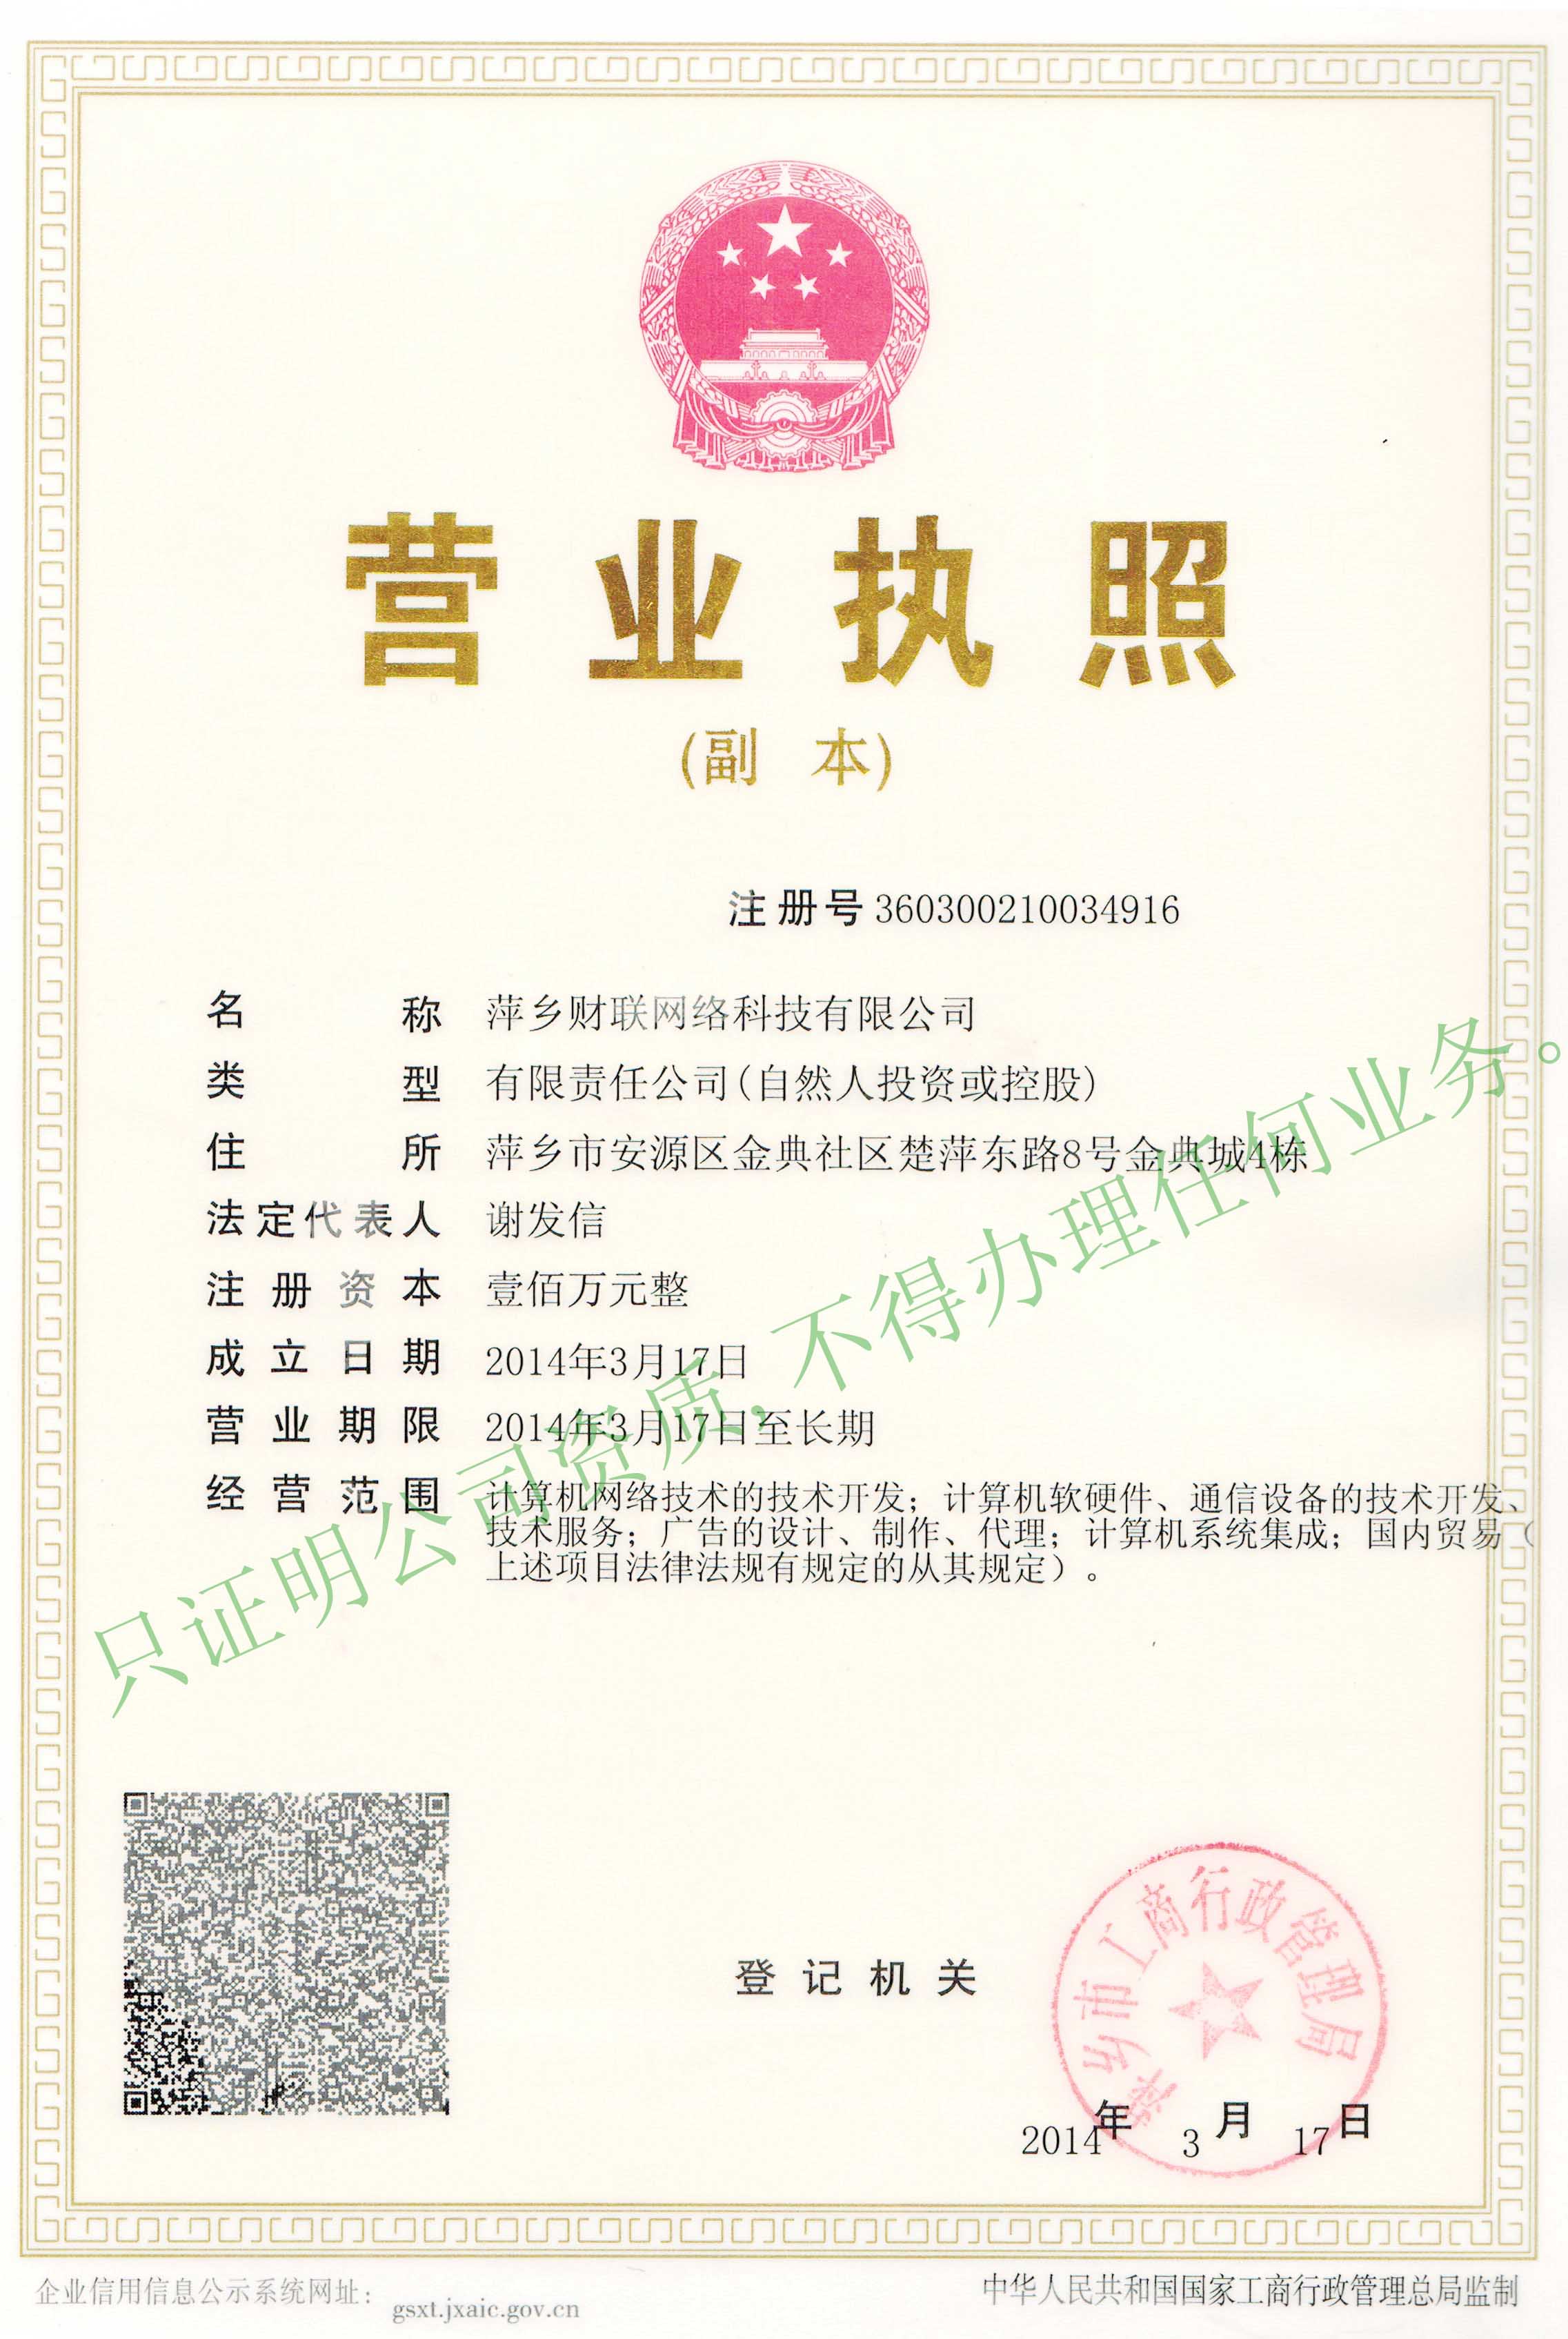 营业执照
(副 本)
注册号 360300210034916
名称 萍乡财联网络科技有限公司
类型 有限责任公司(自然人投资或控股)
住所 萍乡市安源区金典社区楚萍东路8号金典城4栋
法定代表人 谢发信
注册资本 壹佰万元整
成立日期 2014年3月17日
营业期限 2014年3月17日至长期
经营范围 计算机网络技术的技术开发；计算机软硬件、通信设备的技术开发、
技术服务；广告的设计、制作、代理；计算机系统集成；国内贸易（
上述项目法律法规有规定的从其规定）。
只证明公司资质，不得办理任何业务。
登记机关
萍乡市工商行政管理局
2014年 3月 17日
企业信用信息公示系统网址： gsxt.jxaic.gov.cn
中华人民共和国国家工商行政管理总局监制